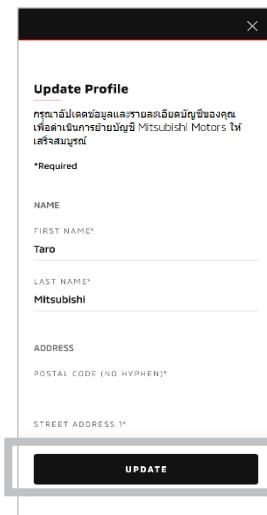 Update Profile
กรุณาอัปเดตข้อมูลและรายละเอียดบัญชีของคุณ
เพื่อดำเนินการย้ายบัญชี Mitsubishi Motors ให้
เสร็จสมบูรณ์
*Required
NAME
FIRST NAME*
Taro
LAST NAME*
Mitsubishi
ADDRESS
POSTAL CODE (NO HYPHEN)*
STREET ADDRESS 1*
UPDATE